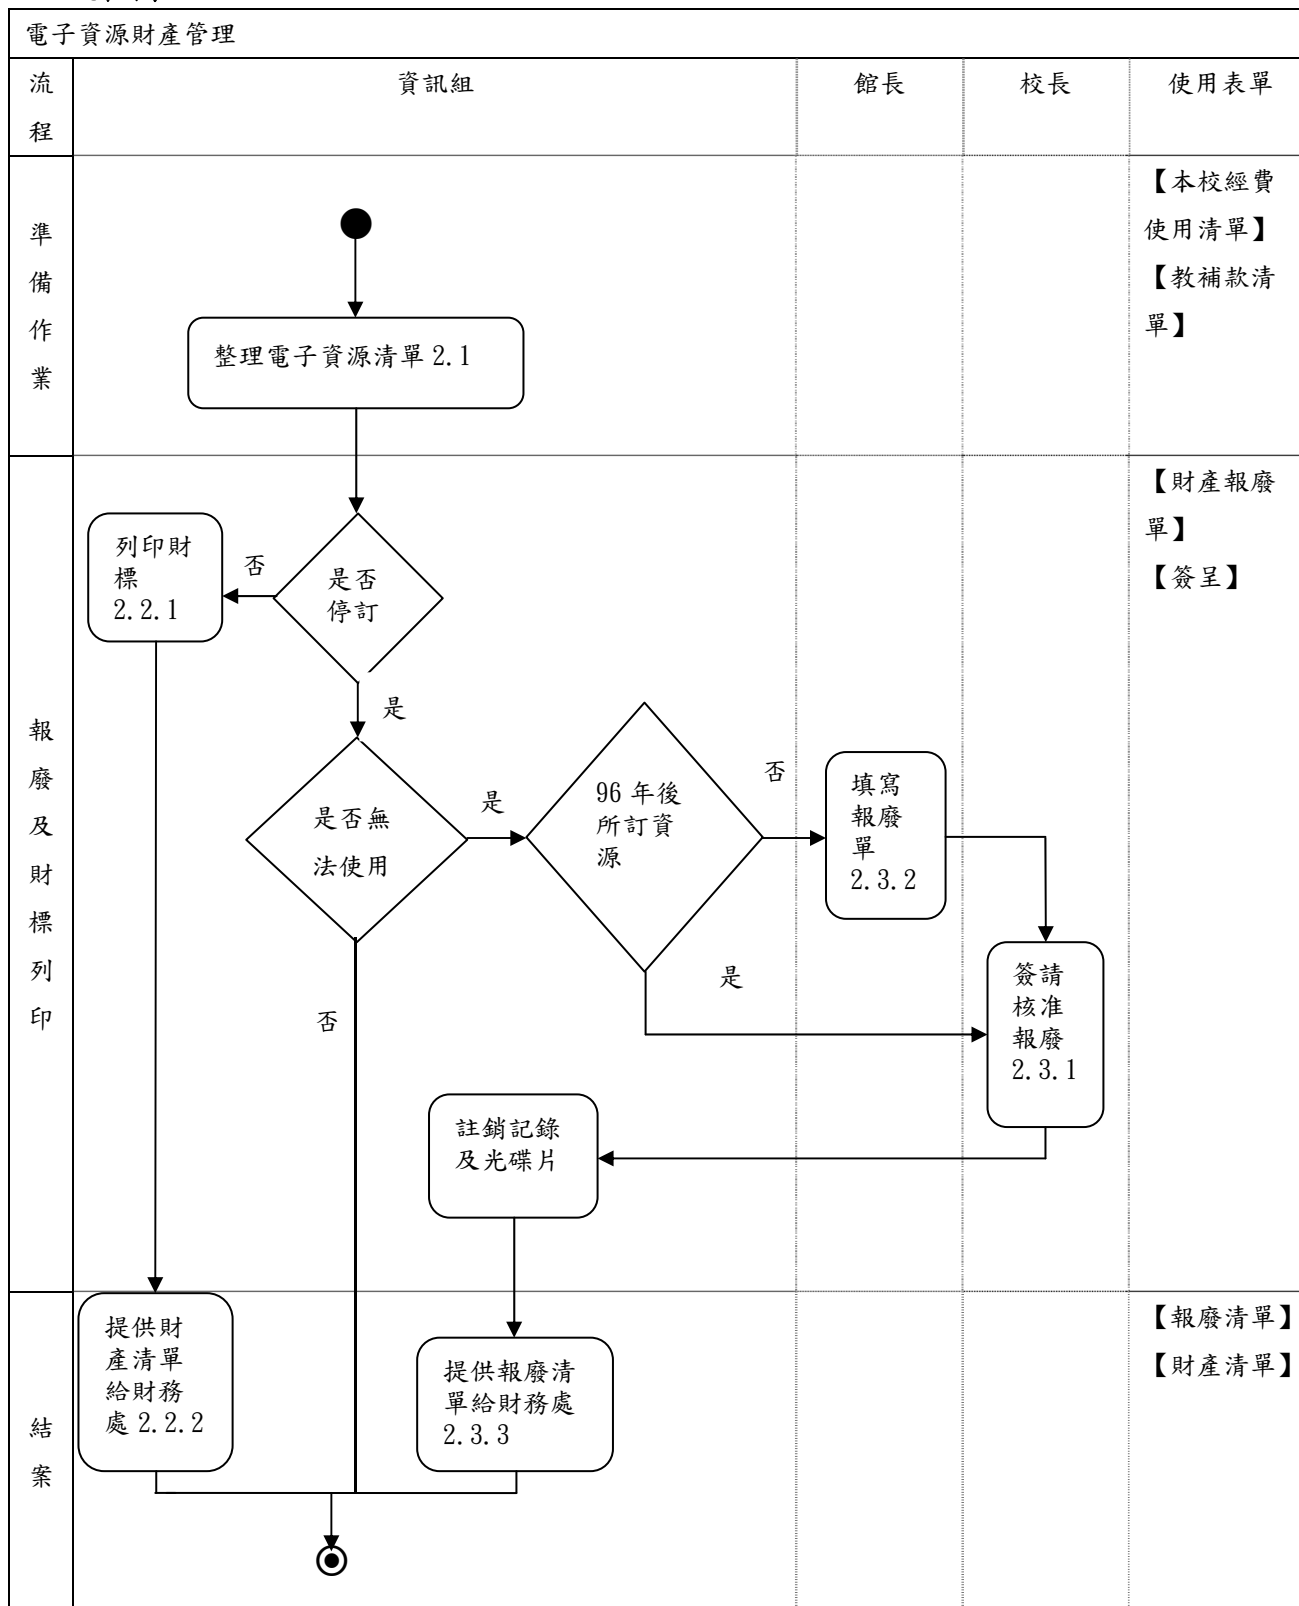 電子資源財產管理
流
程
資訊組
館長
校長
使用表單
準
備
作
業
整理電子資源清單 2.1
【本校經費
使用清單】
【教補款清
單】
報
廢
及
財
標
列
印
列印財
標
2.2.1
否
是否
停訂
是
是否無
法使用
是
96 年後
所訂資
源
否
填寫
報廢
單
2.3.2
是
否
簽請
核准
報廢
2.3.1
註銷記錄
及光碟片
【財產報廢
單】
【簽呈】
結
案
提供財
產清單
給財務
處 2.2.2
提供報廢清
單給財務處
2.3.3
【報廢清單】
【財產清單】